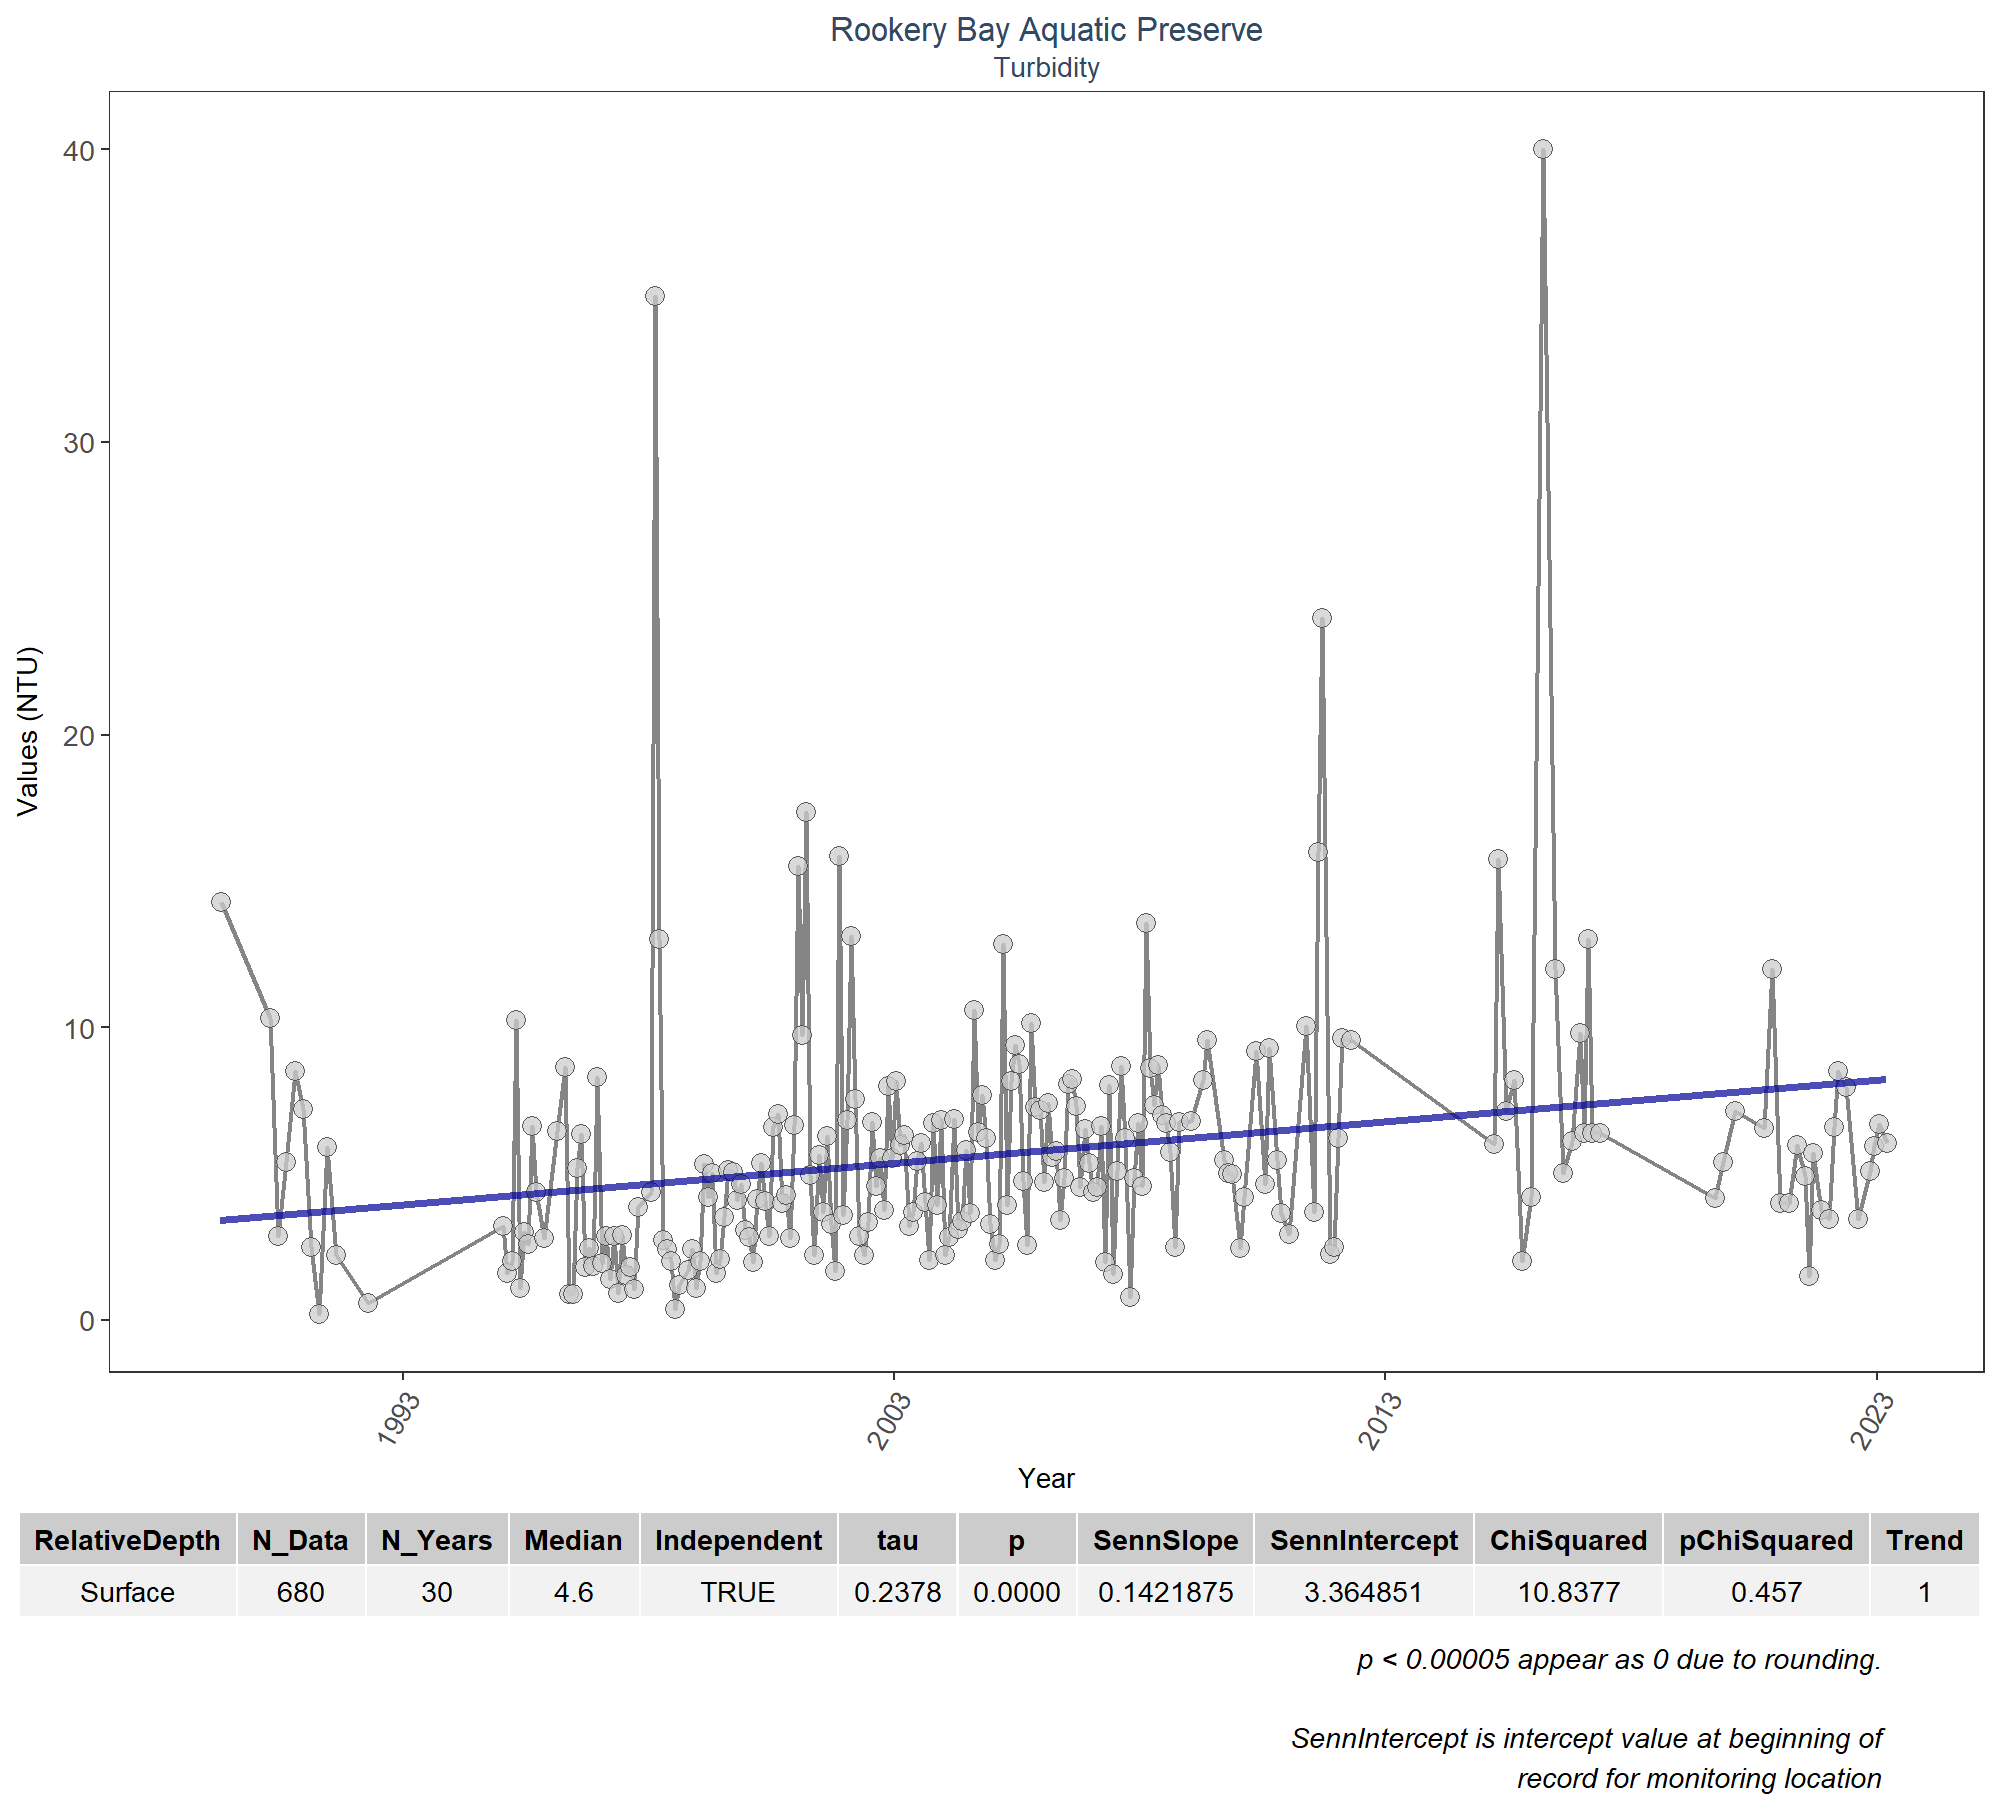 Rookery Bay Aquatic Preserve
Turbidity
40
30
20
10
0
Values (NTU)
1993
2003
2013
2023
Year
RelativeDepth N_Data N_Years Median Independent tau p SennSlope SennIntercept ChiSquared pChiSquared Trend
Surface 680 30 4.6 TRUE 0.2378 0.0000 0.1421875 3.364851 10.8377 0.457 1
p < 0.00005 appear as 0 due to rounding.
SennIntercept is intercept value at beginning of
record for monitoring location